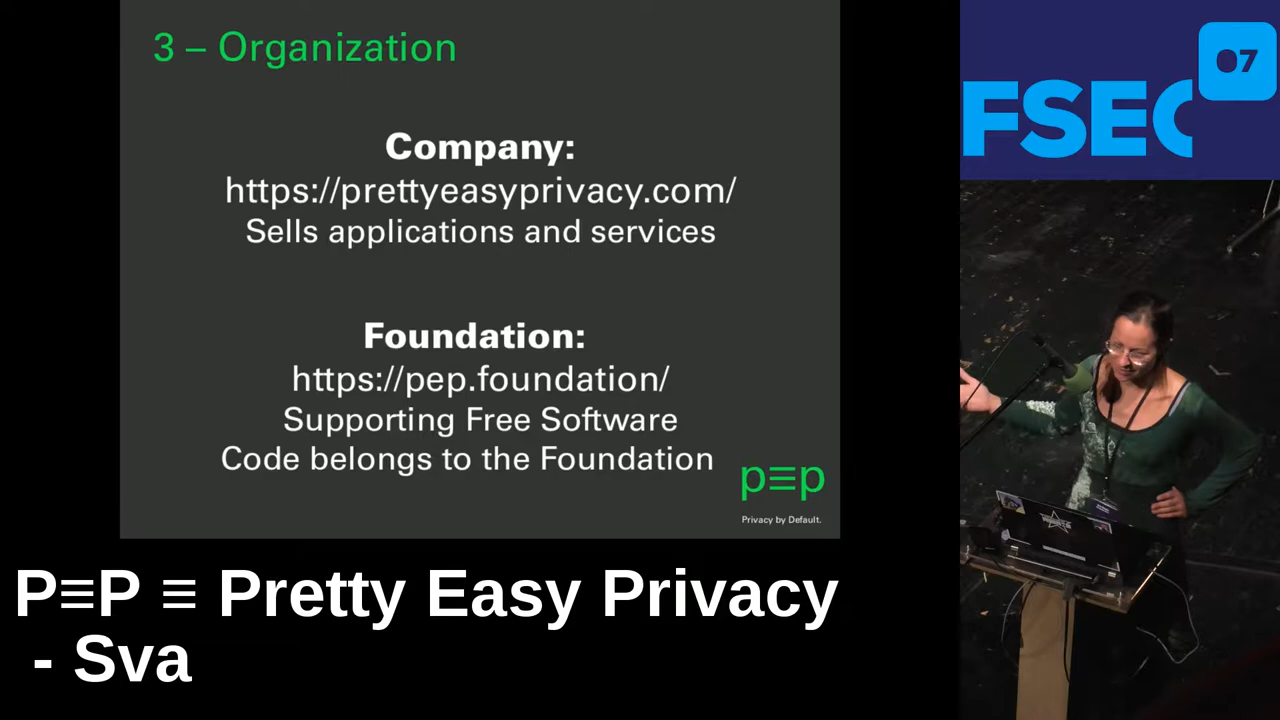 3 – Organization
Company:
https://prettyeasyprivacy.com/
Sells applications and services
Foundation:
https://pep.foundation/
Supporting Free Software
Code belongs to the Foundation
p≡p
Privacy by Default.
FSEC 07
P≡P ≡ Pretty Easy Privacy
- Sva